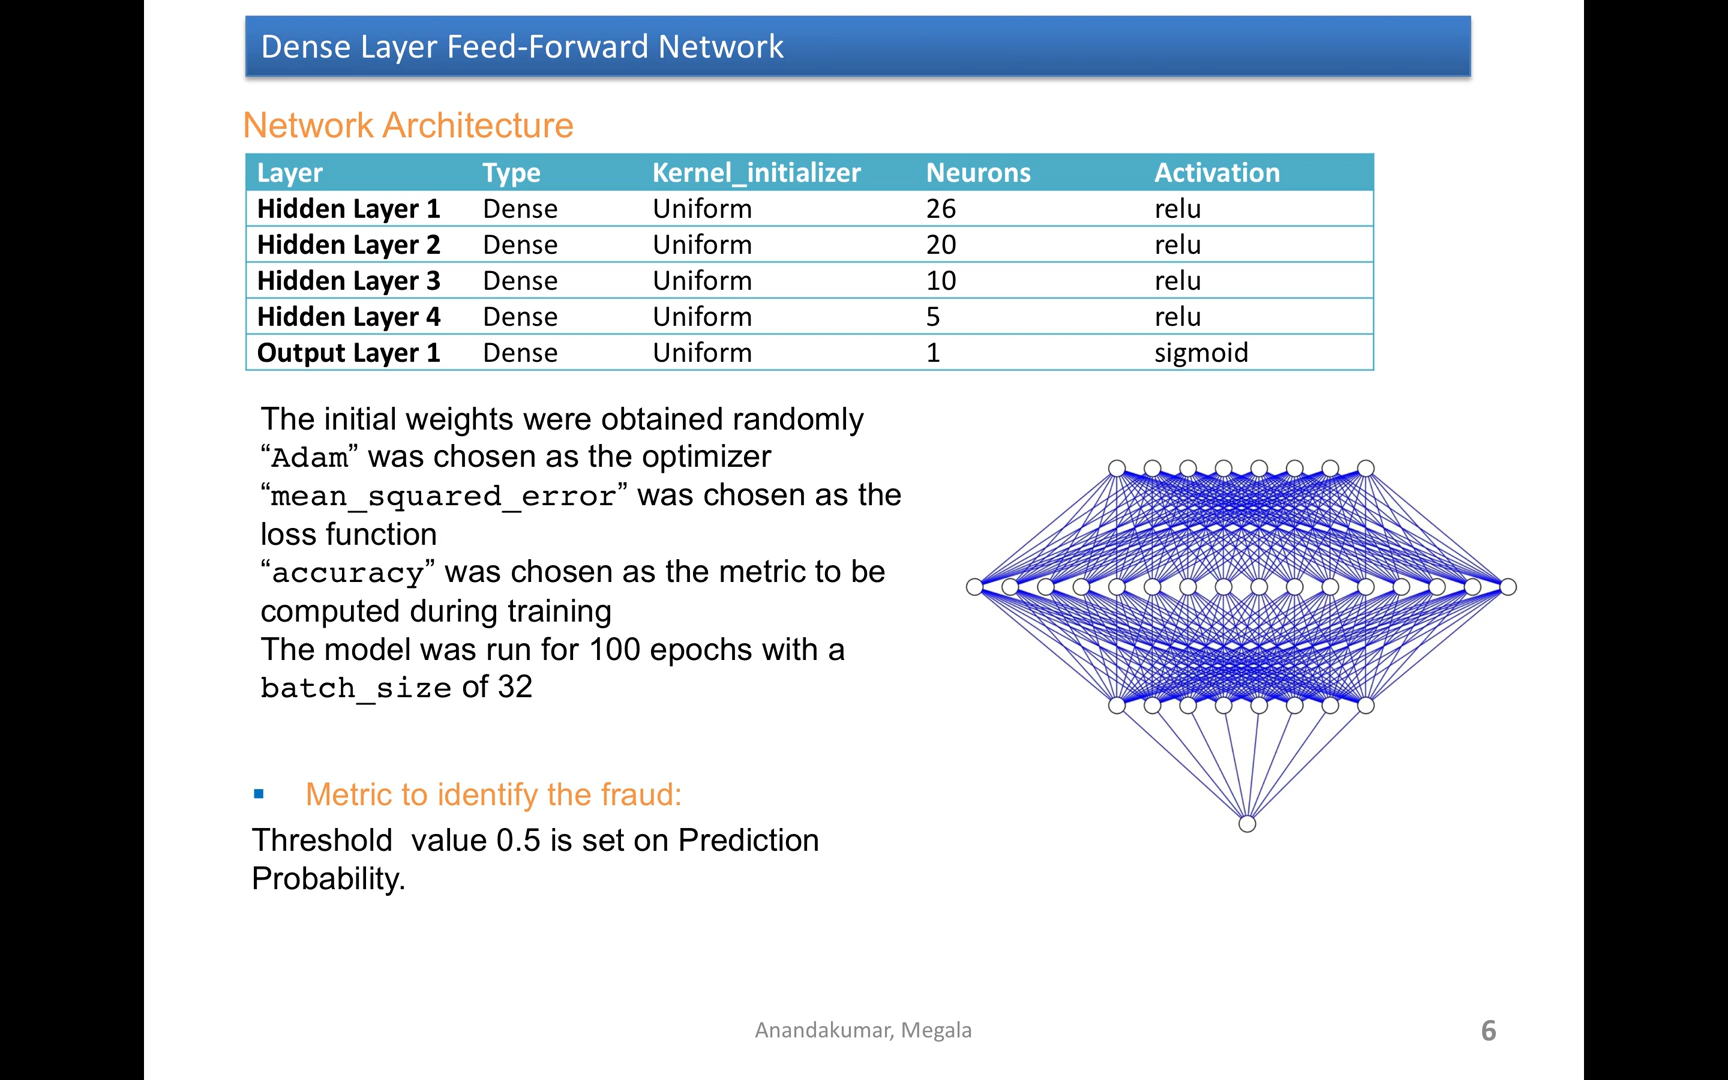 Dense Layer Feed-Forward Network
Network Architecture
Layer Type Kernel_initializer Neurons Activation
Hidden Layer 1 Dense Uniform 26 relu
Hidden Layer 2 Dense Uniform 20 relu
Hidden Layer 3 Dense Uniform 10 relu
Hidden Layer 4 Dense Uniform 5 relu
Output Layer 1 Dense Uniform 1 sigmoid
The initial weights were obtained randomly
“Adam” was chosen as the optimizer
“mean_squared_error” was chosen as the
loss function
“accuracy” was chosen as the metric to be
computed during training
The model was run for 100 epochs with a
batch_size of 32
▪ Metric to identify the fraud:
Threshold value 0.5 is set on Prediction
Probability.
Anandakumar, Megala
6